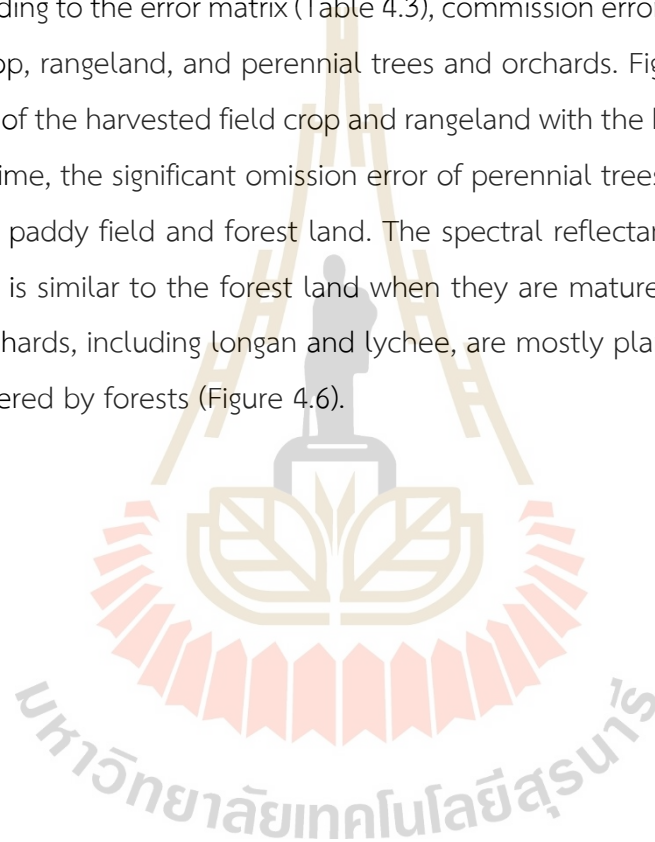 ding to the error matrix (Table 4.3), commission error
op, rangeland, and perennial trees and orchards. Fig
of the harvested field crop and rangeland with the
ime, the significant omission error of perennial trees
paddy field and forest land. The spectral reflectan
is similar to the forest land when they are mature
hards, including longan and lychee, are mostly pla
ered by forests (Figure 4.6).
มหาวิทยาลัยเทคโนโลยีสุรนารี